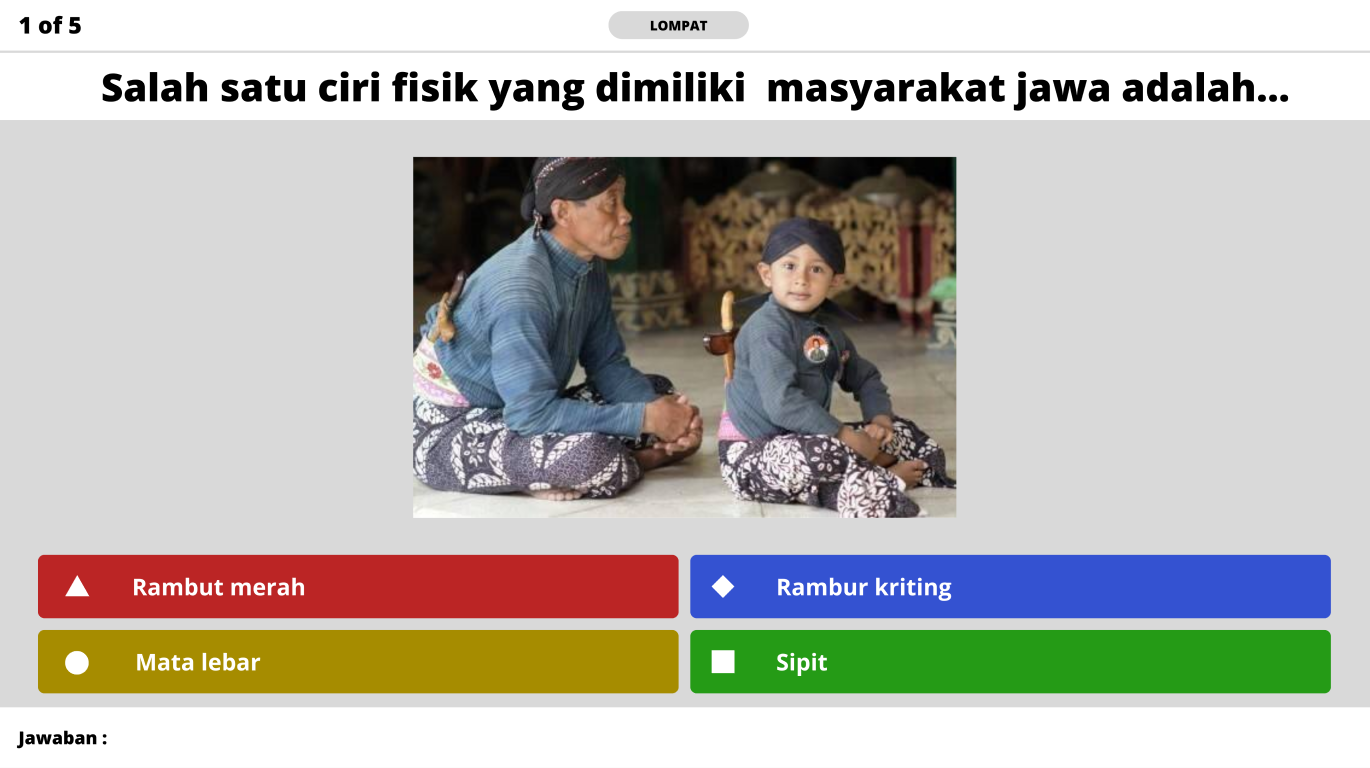 1 of 5
LOMPAT
Salah satu ciri fisik yang dimiliki masyarakat jawa adalah...
Rambut merah
Rambur kriting
Mata lebar
Sipit
Jawaban :